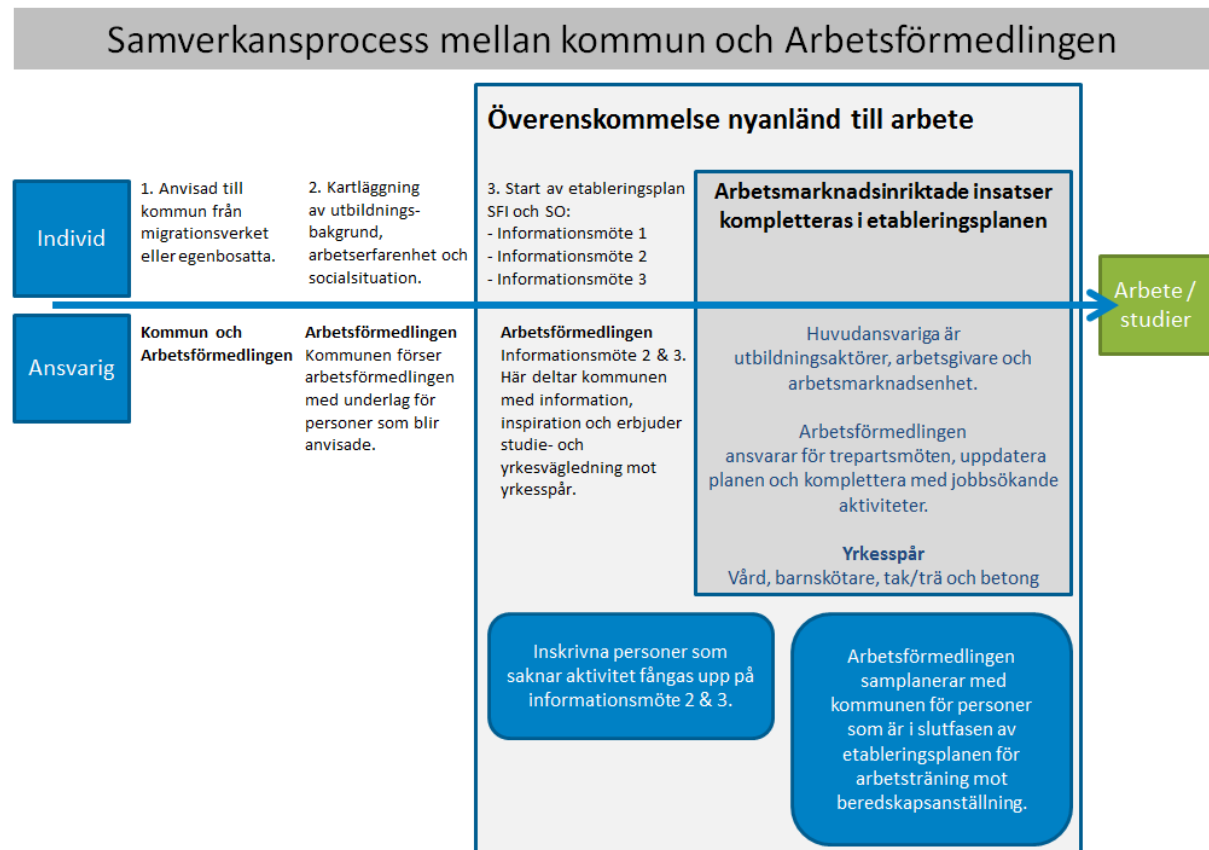 Samverkansprocess mellan kommun och Arbetsförmedlingen
Överenskommelse nyanländ till arbete
Individ
1. Anvisad till
kommun från
migrationsverket
eller egenbosatta.
2. Kartläggning
av utbildnings-
bakgrund,
arbetserfarenhet och
socialsituation.
3. Start av etableringsplan
SFI och SO:
- Informationsmöte 1
- Informationsmöte 2
- Informationsmöte 3
Arbetsmarknadsinriktade insatser
kompletteras i etableringsplanen
Arbete /
studier
Ansvarig
Kommun och
Arbetsförmedlingen
Arbetsförmedlingen
Kommunen förser
arbetsförmedlingen
med underlag för
personer som blir
anvisade.
Arbetsförmedlingen
Informationsmöte 2 & 3.
Här deltar kommunen
med information,
inspiration och erbjuder
studie- och
yrkesvägledning mot
yrkesspår.
Huvudansvariga är
utbildningsaktörer, arbetsgivare och
arbetsmarknadsenhet.
Arbetsförmedlingen
ansvarar för trepartsmöten, uppdatera
planen och komplettera med jobbsökande
aktiviteter.
Yrkesspår
Vård, barnskötare, tak/trä och betong
Inskrivna personer som
saknar aktivitet fångas upp på
informationsmöte 2 & 3.
Arbetsförmedlingen
samplanerar med
kommunen för personer
som är i slutfasen av
etableringsplanen för
arbetsträning mot
beredskapsanställning.